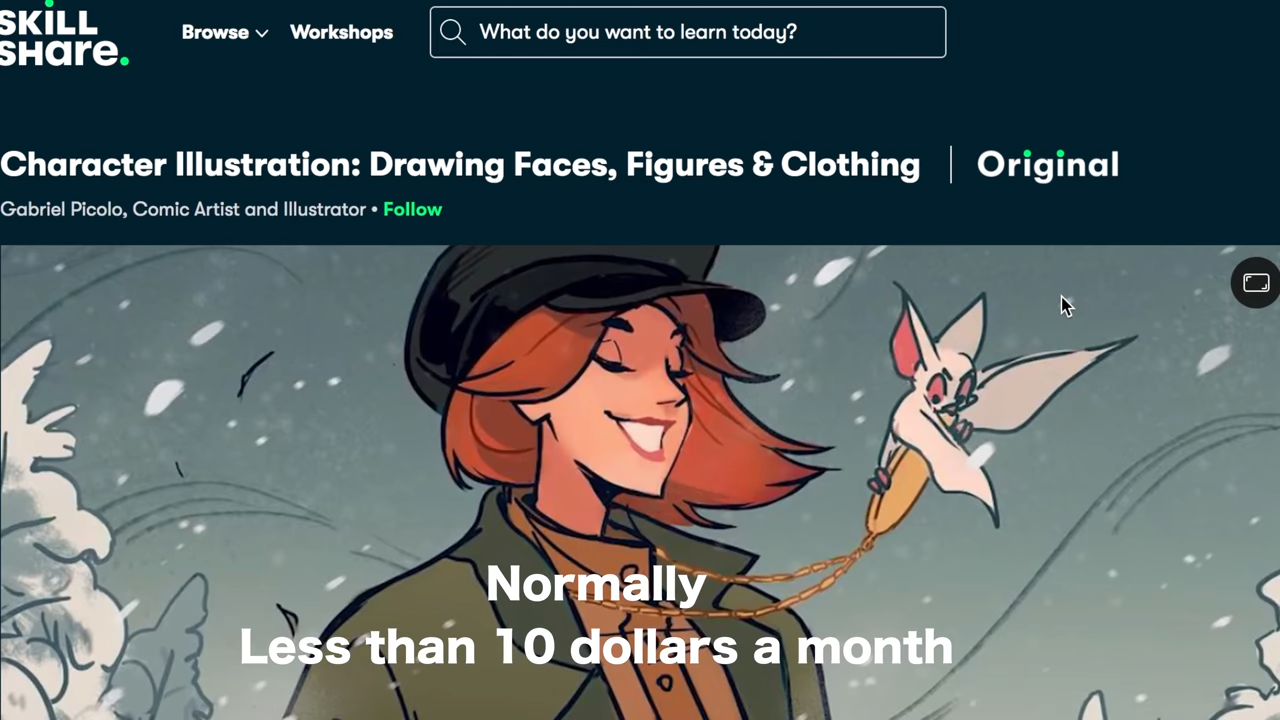 SKiLL
SHare.
Browse
Workshops
What do you want to learn today?
Character Illustration: Drawing Faces, Figures & Clothing
Original
Gabriel Picolo, Comic Artist and Illustrator • Follow
Normally
Less than 10 dollars a month